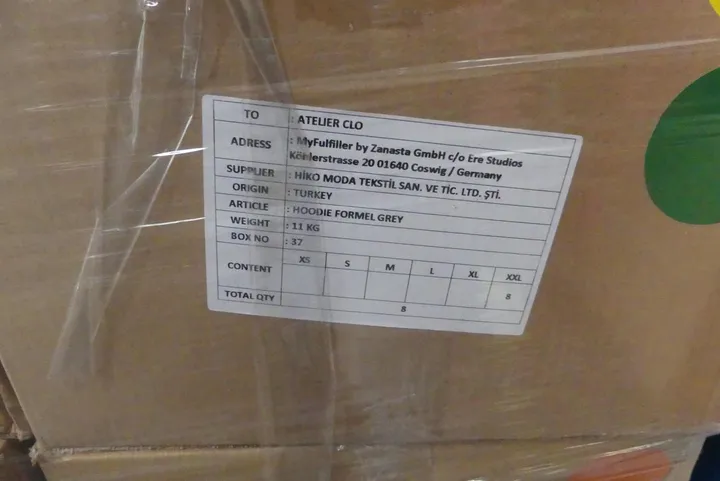 TO : ATELIER CLO
ADRESS : MyFulfiller by Zanasta GmbH c/o Ere Studios
Köhlerstrasse 20 01640 Coswig / Germany
SUPPLIER : HİKO MODA TEKSTİL SAN. VE TİC. LTD. ŞTİ.
ORIGIN : TURKEY
ARTICLE : HOODIE FORMEL GREY
WEIGHT : 11 KG
BOX NO : 37
CONTENT XS S M L XL XXL
8
TOTAL QTY 8